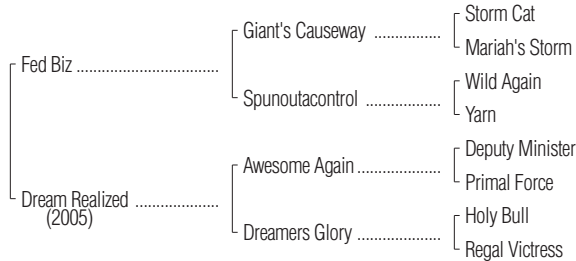 Storm Cat
Giant's Causeway ................
Mariah's Storm
Fed Biz ..............................
Wild Again
Spunoutacontrol ................
Yarn
Deputy Minister
Awesome Again ................
Primal Force
Dream Realized .................
(2005)
Holy Bull
Dreamers Glory ..................
Regal Victress